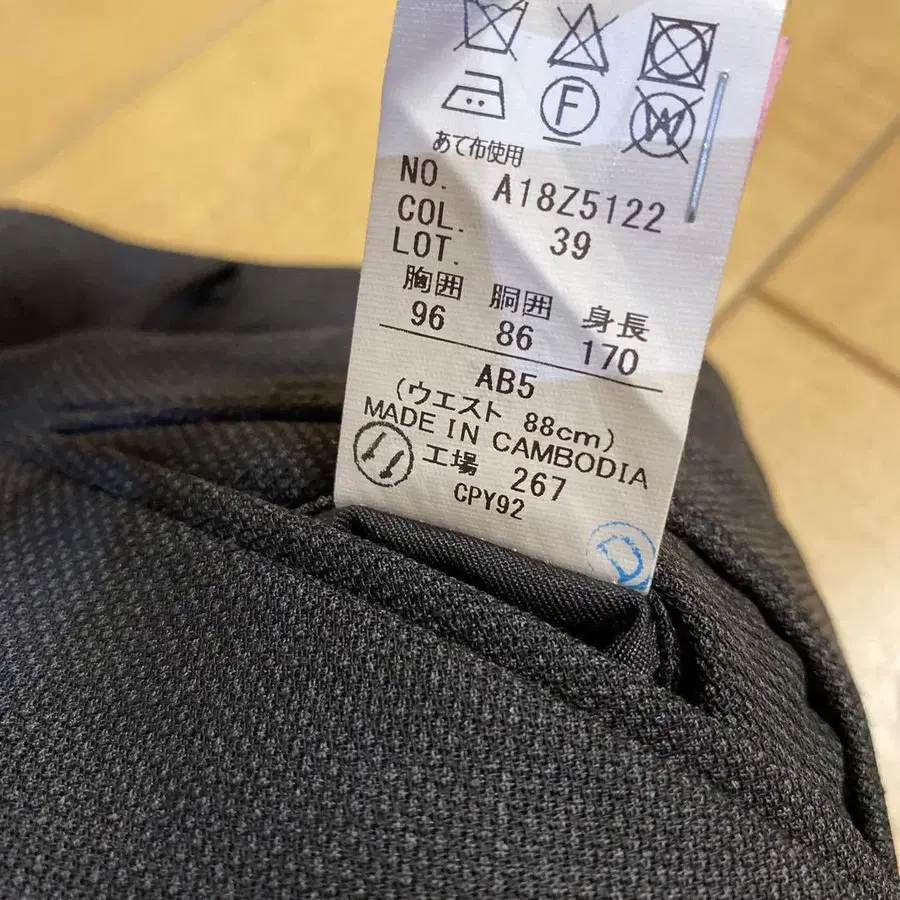 F W
あて布使用
NO. A18Z5122
COL. 39
LOT.
胸囲 胴囲 身長
96 86 170
AB5
(ウエスト 88cm)
MADE IN CAMBODIA
工場 267
CPY92
D